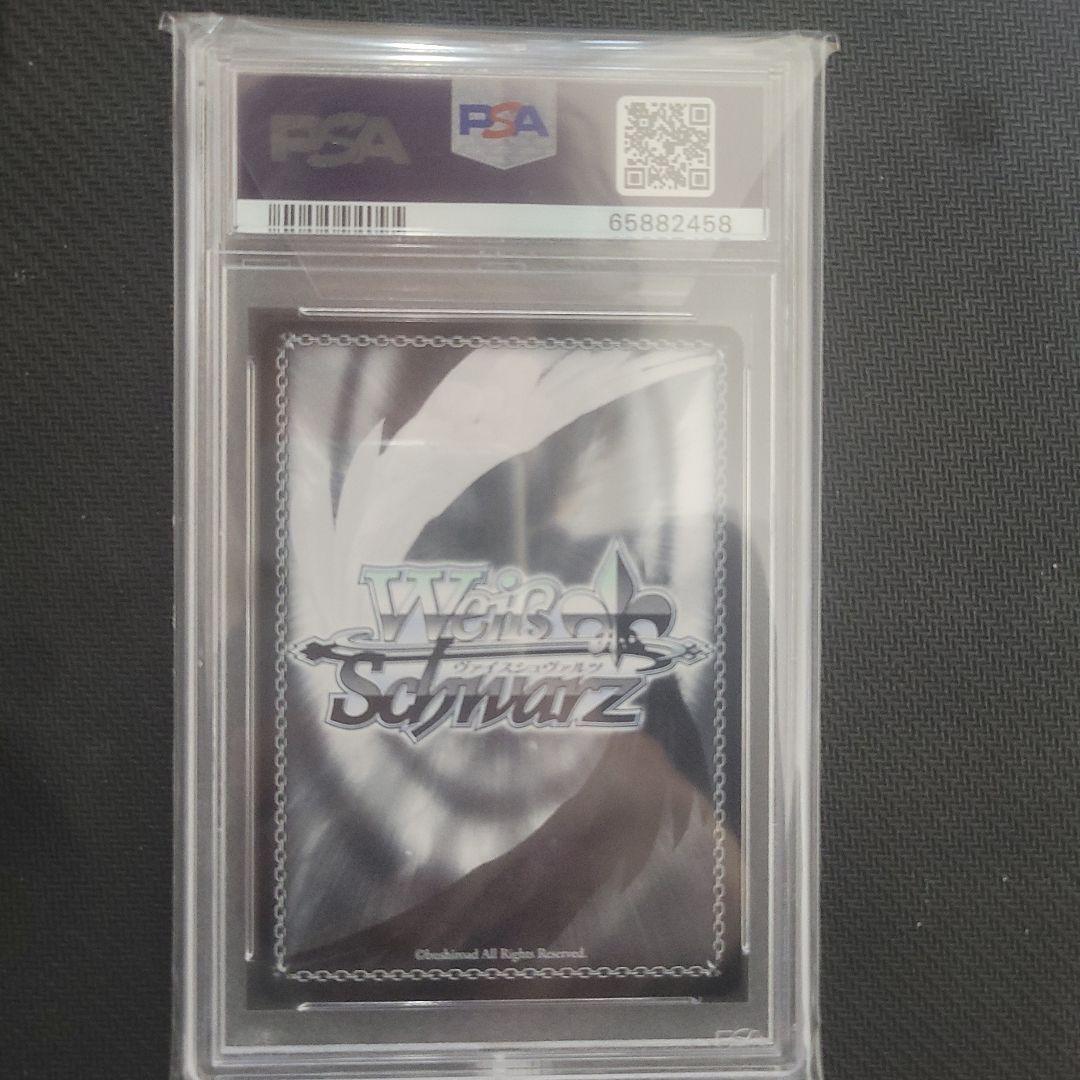 PSA PSA
65882458
Weiß
ヴァイスシュヴァルツ
Schwarz
©bushiroad All Rights Reserved.
PSA